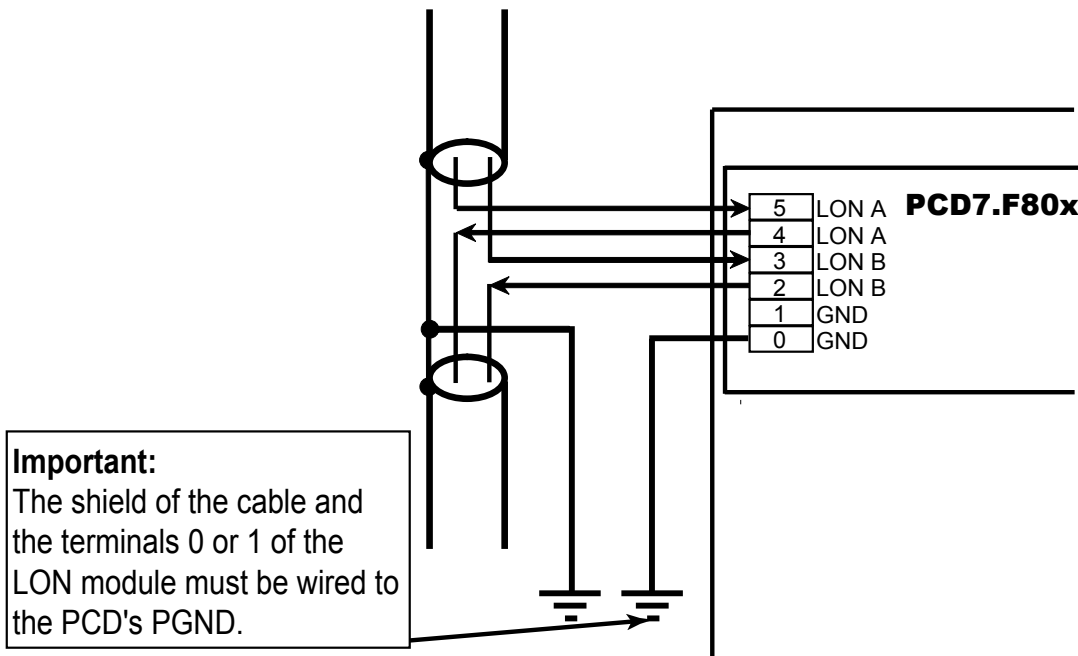 PCD7.F80x
5 LON A
4 LON A
3 LON B
2 LON B
1 GND
0 GND
Important:
The shield of the cable and
the terminals 0 or 1 of the
LON module must be wired to
the PCD's PGND.